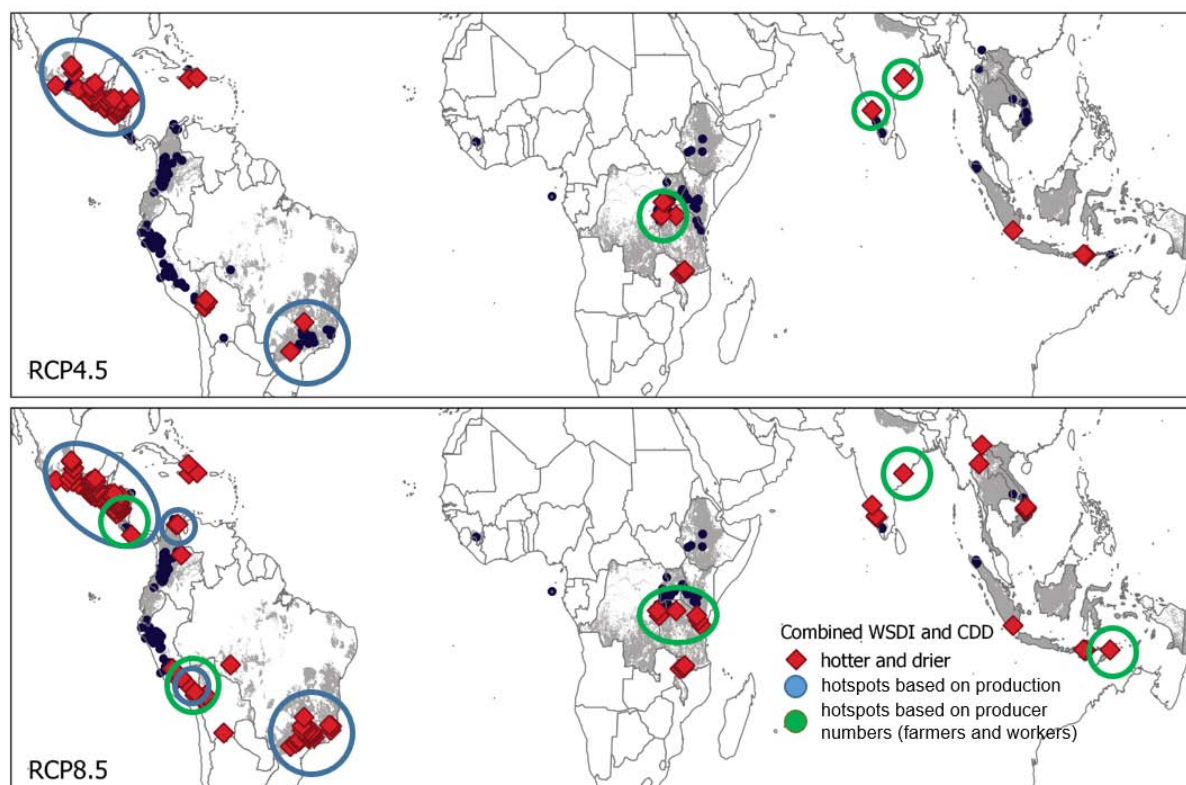 RCP4.5
RCP8.5
Combined WSDI and CDD
hotter and drier
hotspots based on production
hotspots based on producer
numbers (farmers and workers)